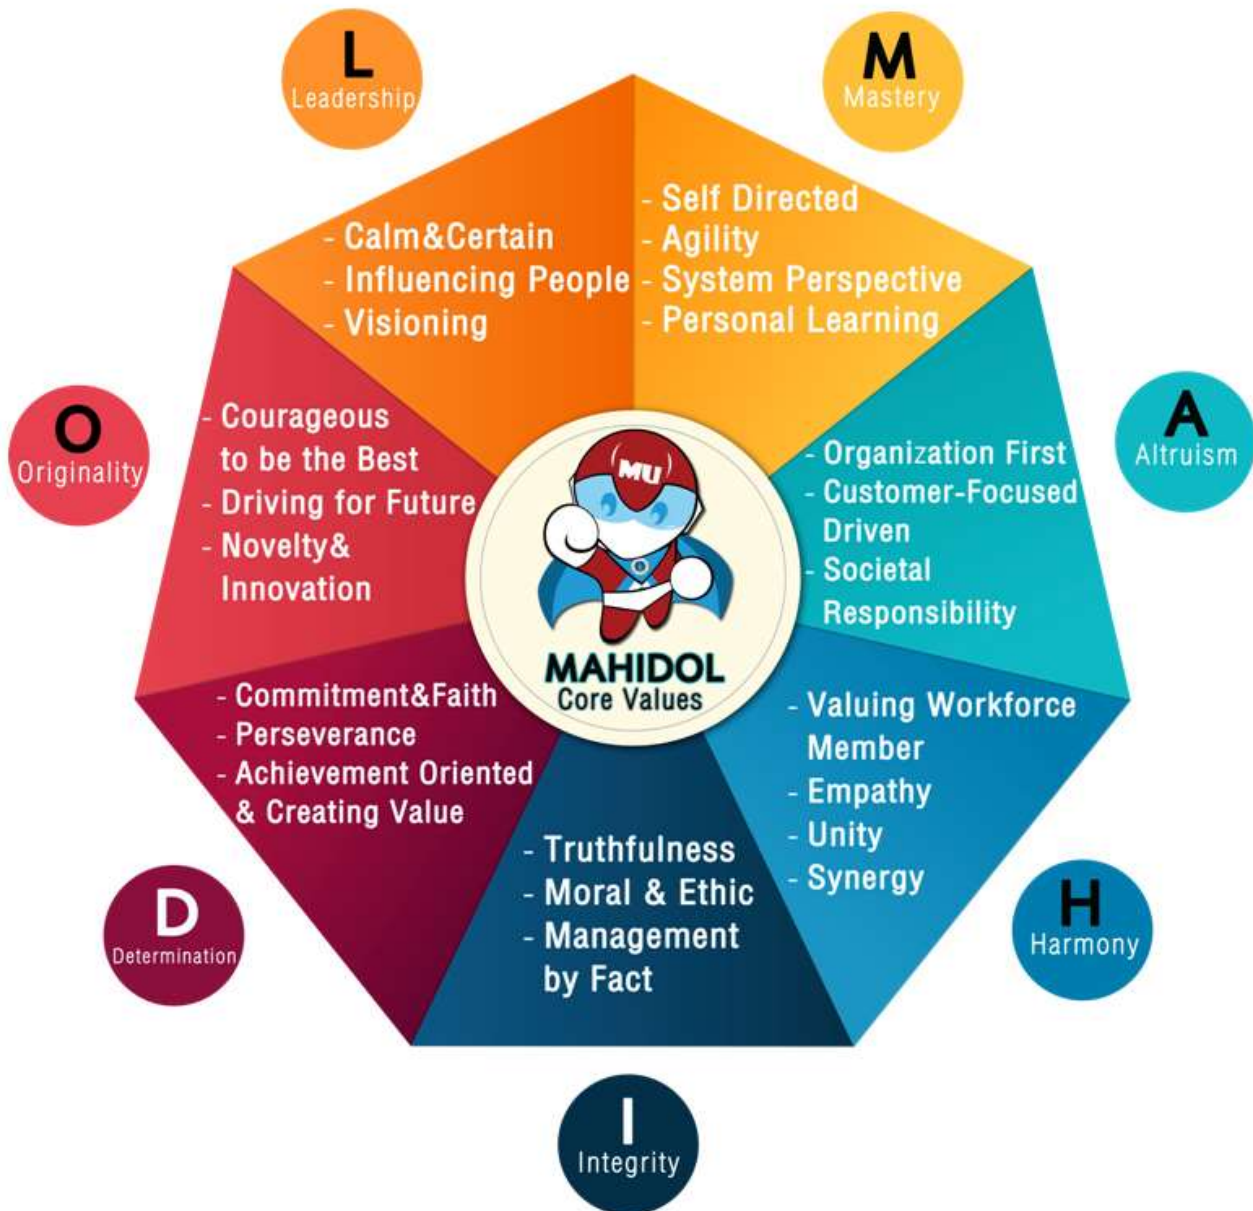 L
Leadership
M
Mastery
- Self Directed
- Agility
- System Perspective
- Personal Learning
- Calm&Certain
- Influencing People
- Visioning
O
Originality
- Courageous
to be the Best
- Driving for Future
- Novelty&
Innovation
MU
MAHIDOL
Core Values
A
Altruism
- Organization First
- Customer-Focused
Driven
- Societal
Responsibility
- Commitment&Faith
- Perseverance
- Achievement Oriented
& Creating Value
- Valuing Workforce
Member
- Empathy
- Unity
- Synergy
- Truthfulness
- Moral & Ethic
- Management
by Fact
D
Determination
H
Harmony
I
Integrity